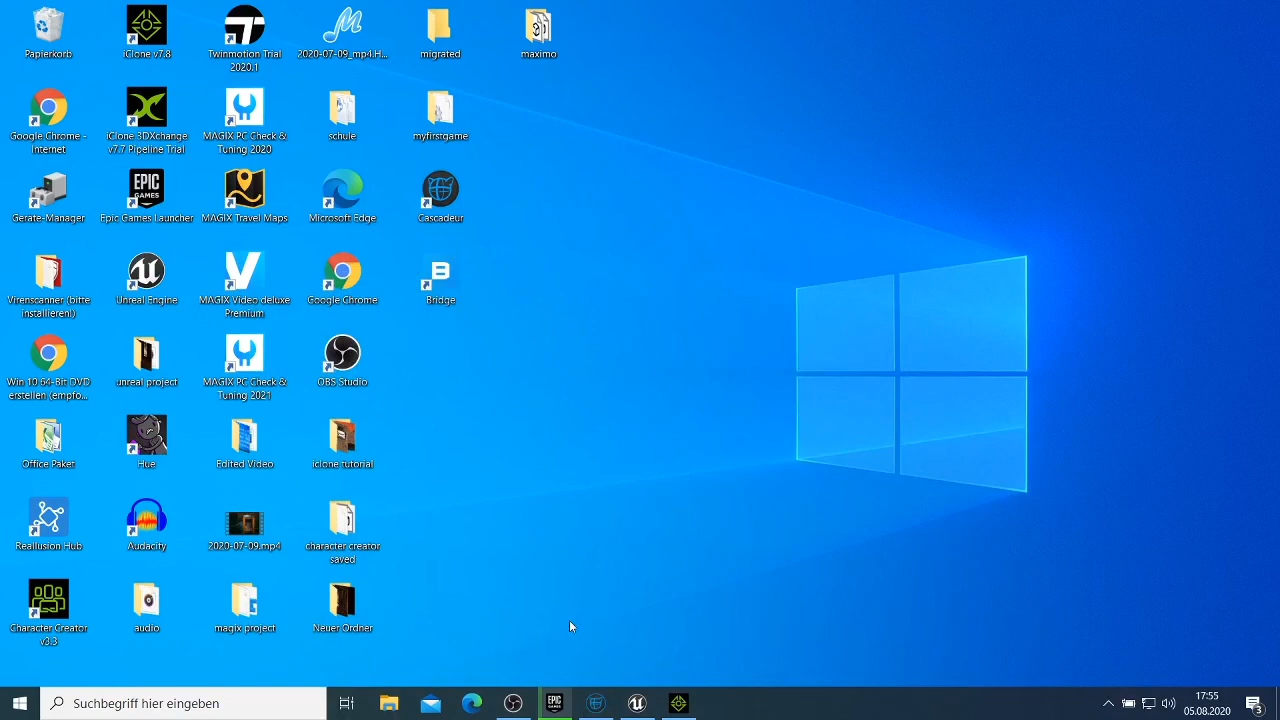 Papierkorb
iClone v7.8
Twinmotion Trial
2020.1
2020-07-09_mp4.H...
migrated
maximo
Google Chrome -
Internet
iClone 3DXchange
v7.7 Pipeline Trial
MAGIX PC Check &
Tuning 2020
schule
myfirstgame
Geräte-Manager
EPIC
GAMES
Epic Games Launcher
MAGIX Travel Maps
Microsoft Edge
Cascadeur
Virenscanner (bitte
installieren!)
Unreal Engine
MAGIX Video deluxe
Premium
Google Chrome
B
Bridge
Win 10 64-Bit DVD
erstellen (empfo...
unreal project
MAGIX PC Check &
Tuning 2021
OBS Studio
Office Paket
Hue
Edited Video
iclone tutorial
Reallusion Hub
Audacity
2020-07-09.mp4
character creator
saved
Character Creator
v3.3
audio
magix project
Neuer Ordner
Suchbegriff hier eingeben
EPIC
GAMES
17:55
05.08.2020
3